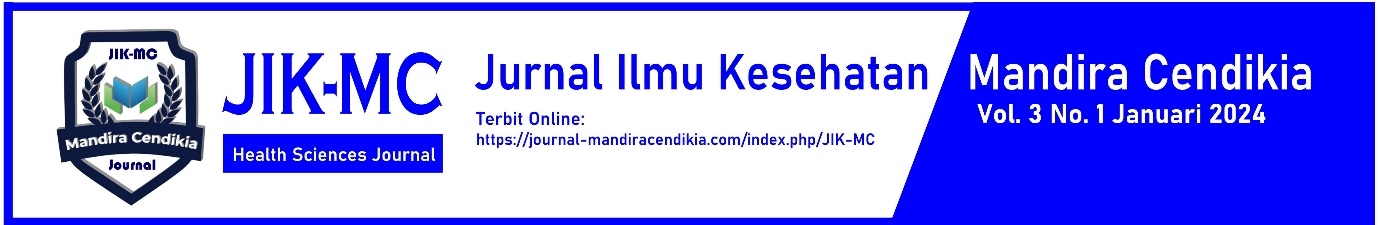 JIK-MC
Mandira Cendikia
Journal
JIK-MC
Health Sciences Journal
Jurnal Ilmu Kesehatan Mandira Cendikia
Terbit Online:
https://journal-mandiracendikia.com/index.php/JIK-MC
Vol. 3 No. 1 Januari 2024